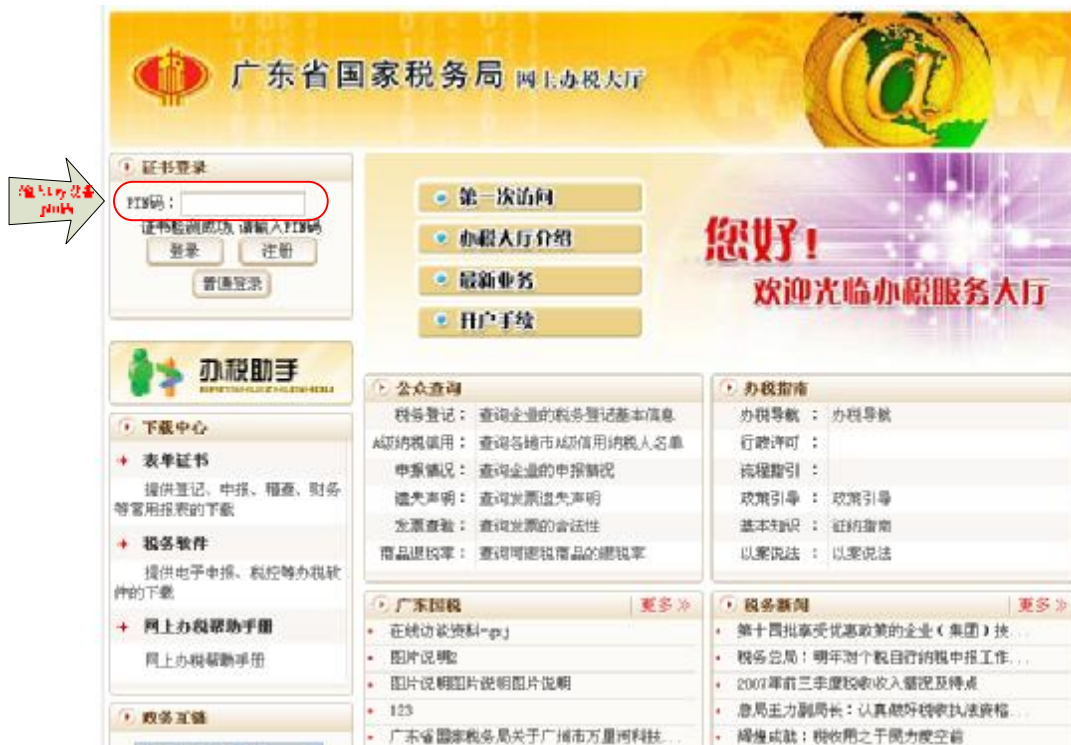 广东省国家税务局 网上办税大厅
证书登录
PIN码：
证书检测成功, 请输入PIN码
登录
注册
普通登录
第一次访问
办税大厅介绍
最新业务
开户手续
您好！
欢迎光临办税服务大厅
办税助手
下载中心
表单证书
提供登记、申报、稽查、财务
等常用报表的下载
税务软件
提供电子申报、税控等办税软
件的下载
网上办税帮助手册
网上办税帮助手册
政务互链
公众查询
税务登记： 查询企业的税务登记基本信息
A级纳税信用： 查询各地市A级信用纳税人名单
申报情况： 查询企业的申报情况
遗失声明： 查询发票遗失声明
发票查验： 查询发票的合法性
商品退税率： 查询可退税商品的退税率
办税指南
办税导航 ： 办税导航
行政许可 ：
流程指引 ：
政策引导 ： 政策引导
基本知识 ： 征纳指南
以案说法 ： 以案说法
广东国税
更多
在线访谈资料
图片说明2
图片说明图片说明图片说明
123
广东省国家税务局关于广州市万星河科技...
税务新闻
更多
第十四批享受优惠政策的企业（集团）技...
税务总局：明年对个税自行纳税申报工作...
2007年前三季度税收收入情况及特点
总局王力副局长：认真做好税收执法资格...
辉煌成就：税收用之于民力度空前